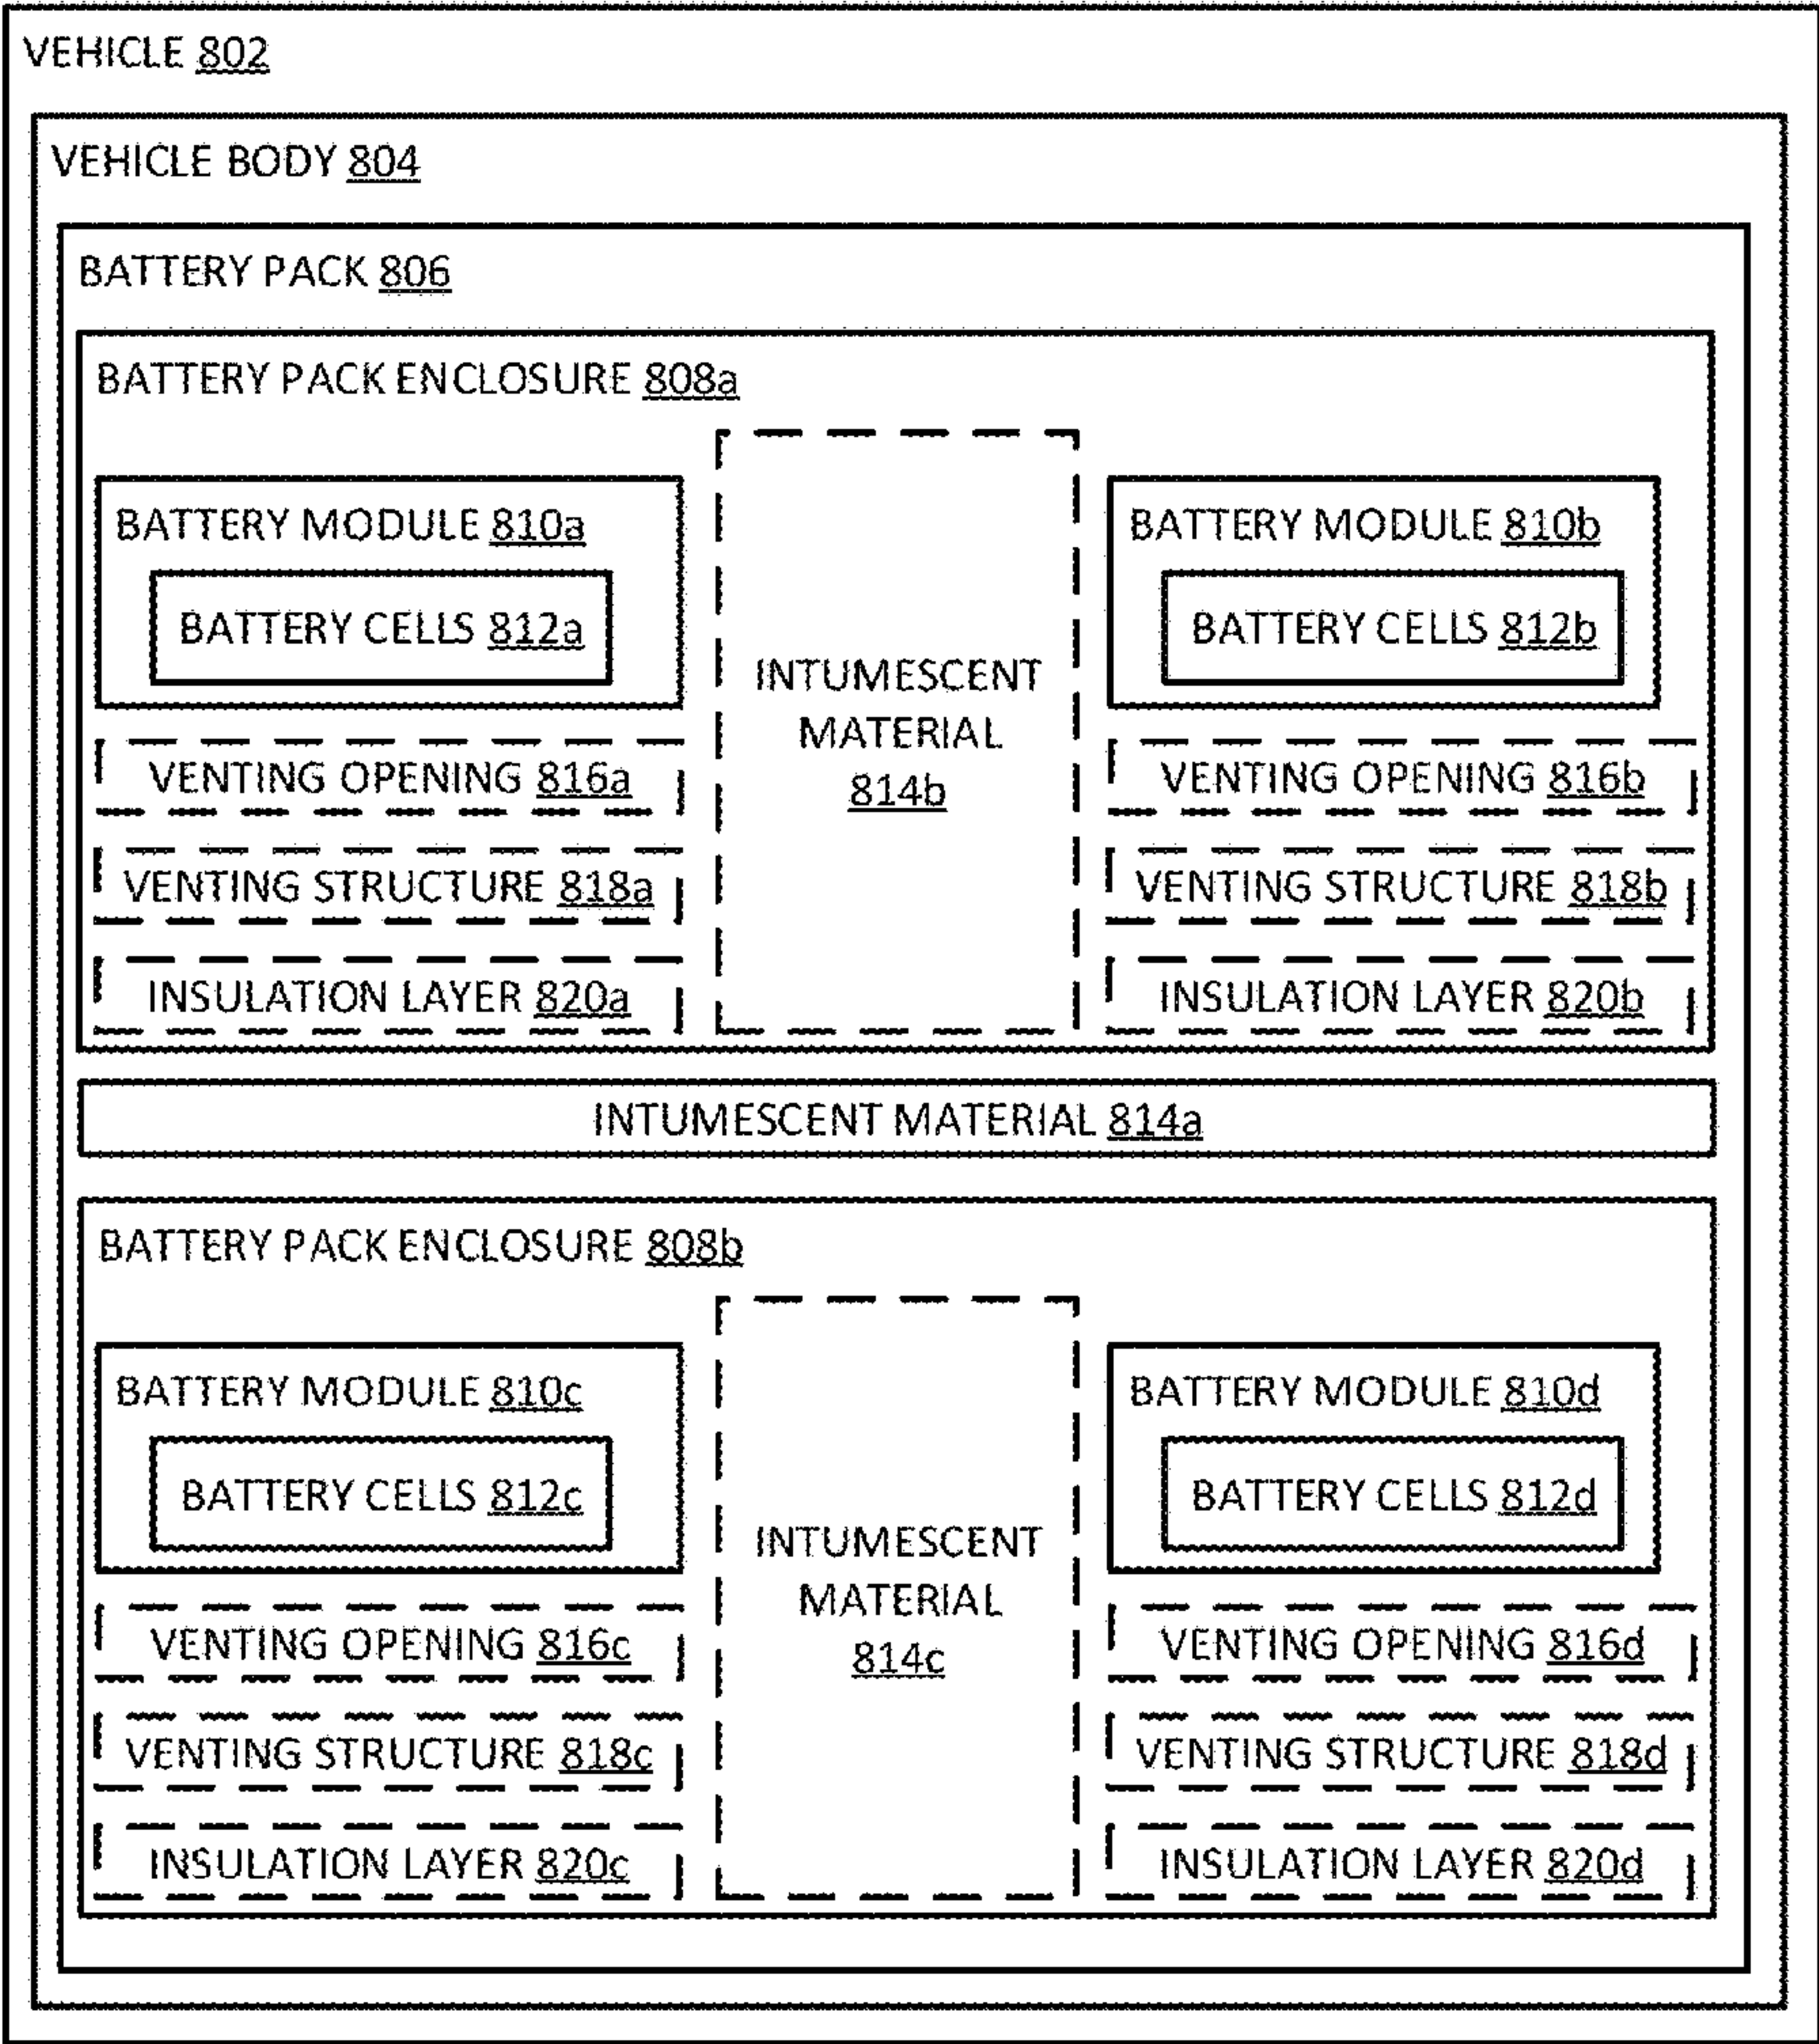 VEHICLE 802
VEHICLE BODY 804
BATTERY PACK 806
BATTERY PACK ENCLOSURE 808a
BATTERY MODULE 810a
BATTERY CELLS 812a
VENTING OPENING 816a
VENTING STRUCTURE 818a
INSULATION LAYER 820a
INTUMESCENT
MATERIAL
814b
BATTERY MODULE 810b
BATTERY CELLS 812b
VENTING OPENING 816b
VENTING STRUCTURE 818b
INSULATION LAYER 820b
INTUMESCENT MATERIAL 814a
BATTERY PACK ENCLOSURE 808b
BATTERY MODULE 810c
BATTERY CELLS 812c
VENTING OPENING 816c
VENTING STRUCTURE 818c
INSULATION LAYER 820c
INTUMESCENT
MATERIAL
814c
BATTERY MODULE 810d
BATTERY CELLS 812d
VENTING OPENING 816d
VENTING STRUCTURE 818d
INSULATION LAYER 820d